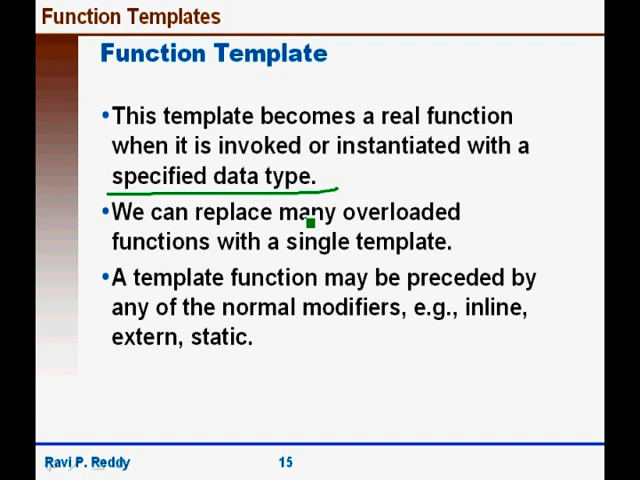 Function Templates
Function Template
•This template becomes a real function
when it is invoked or instantiated with a
specified data type.
•We can replace many overloaded
functions with a single template.
•A template function may be preceded by
any of the normal modifiers, e.g., inline,
extern, static.
Ravi P. Reddy
15